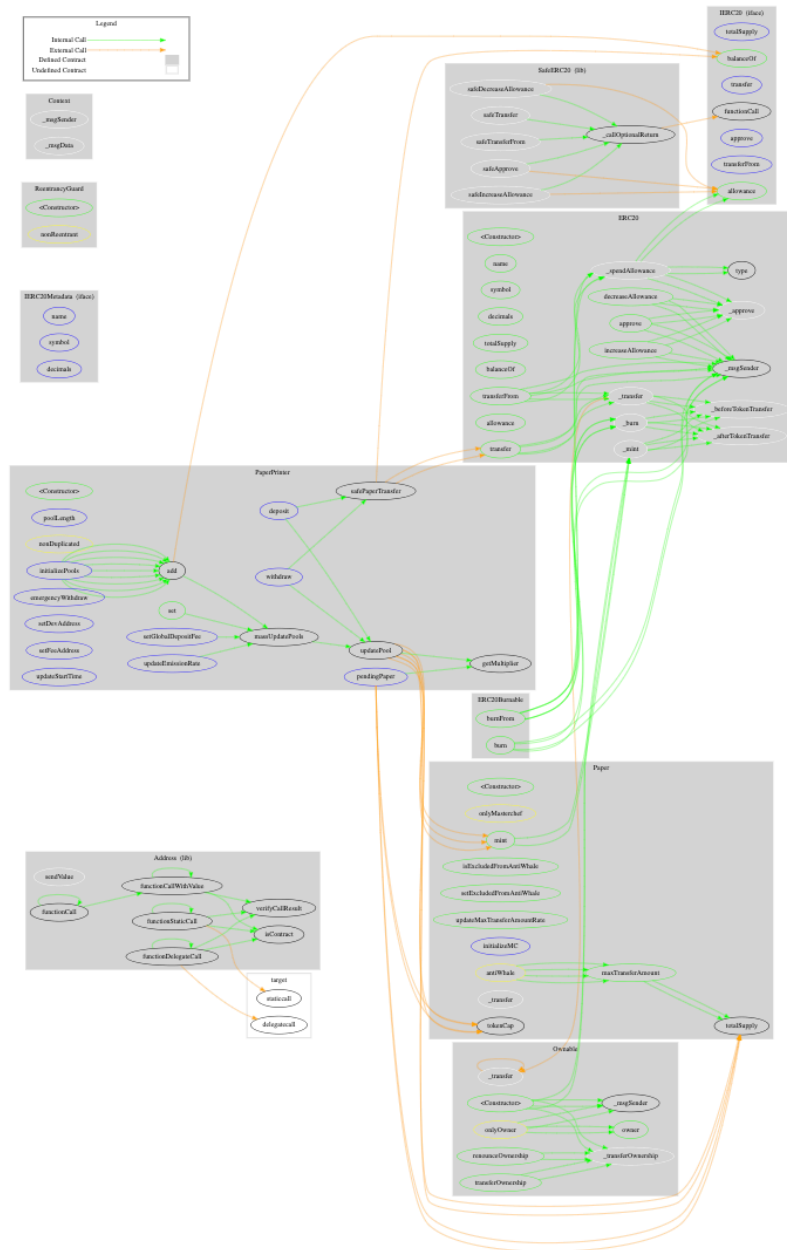 Legend
Internal Call
External Call
Defined Contract
Undefined Contract
Context
_msgSender
_msgData
ReentrancyGuard
<Constructor>
nonReentrant
IERC20Metadata (iface)
name
symbol
decimals
IERC20 (iface)
totalSupply
balanceOf
transfer
functionCall
approve
transferFrom
allowance
SafeERC20 (lib)
safeDecreaseAllowance
safeTransfer
safeTransferFrom
safeApprove
safeIncreaseAllowance
_callOptionalReturn
ERC20
<Constructor>
name
symbol
decimals
totalSupply
balanceOf
transferFrom
allowance
transfer
_spendAllowance
decreaseAllowance
approve
increaseAllowance
_transfer
_burn
_mint
type
_approve
_msgSender
_beforeTokenTransfer
_afterTokenTransfer
PaperPrinter
<Constructor>
poolLength
nonDuplicated
initializePools
emergencyWithdraw
setDevAddress
setFeeAddress
updateStartTime
add
set
setGlobalDepositFee
updateEmissionRate
deposit
withdraw
massUpdatePools
safePaperTransfer
updatePool
pendingPaper
getMultiplier
ERC20Burnable
burnFrom
burn
Paper
<Constructor>
onlyMasterchef
mint
isExcludedFromAntiWhale
setExcludedFromAntiWhale
updateMaxTransferAmountRate
initializeMC
antiWhale
_transfer
tokenCap
maxTransferAmount
totalSupply
Address (lib)
sendValue
functionCall
functionCallWithValue
functionStaticCall
functionDelegateCall
verifyCallResult
isContract
target
staticcall
delegatecall
Ownable
_transfer
<Constructor>
onlyOwner
renounceOwnership
transferOwnership
_msgSender
owner
_transferOwnership